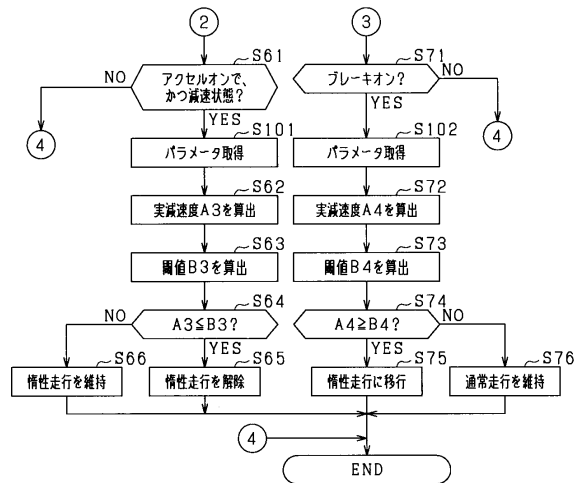 ②
S61
アクセルオンで、
かつ減速状態?
NO
④
YES
S101
パラメータ取得
S62
実減速度A3を算出
S63
閾値B3を算出
S64
A3≦B3?
NO
YES
S66
惰性走行を維持
S65
惰性走行を解除
③
S71
ブレーキオン?
NO
④
YES
S102
パラメータ取得
S72
実減速度A4を算出
S73
閾値B4を算出
S74
A4≧B4?
NO
YES
S75
惰性走行に移行
S76
通常走行を維持
④
END